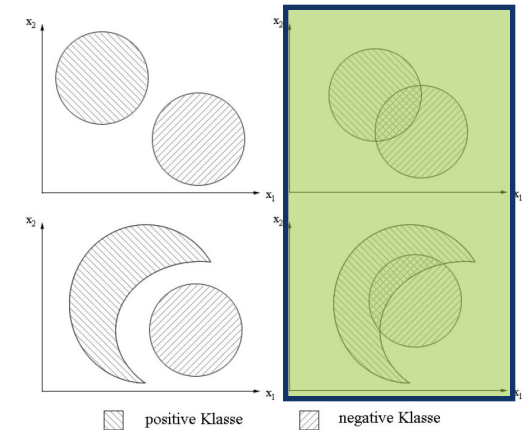 x₂
x₂
x₁
x₁
x₂
x₂
x₁
x₁
positive Klasse
negative Klasse